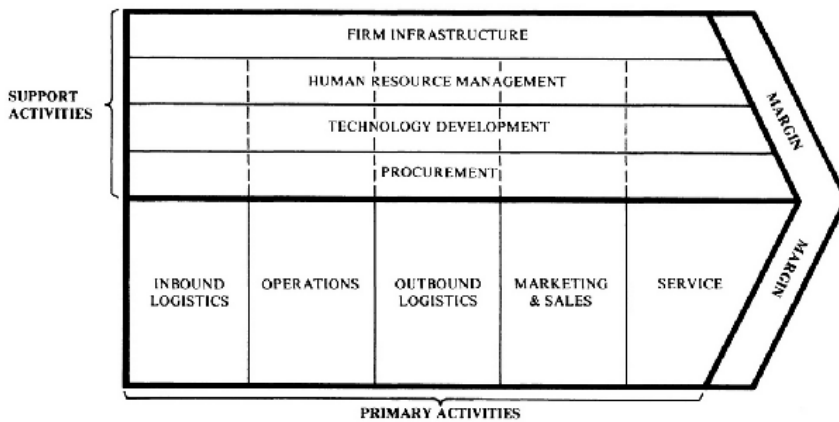 FIRM INFRASTRUCTURE
HUMAN RESOURCE MANAGEMENT
SUPPORT
ACTIVITIES
TECHNOLOGY DEVELOPMENT
PROCUREMENT
MARGIN
MARGIN
INBOUND
LOGISTICS
OPERATIONS
OUTBOUND
LOGISTICS
MARKETING
& SALES
SERVICE
PRIMARY ACTIVITIES